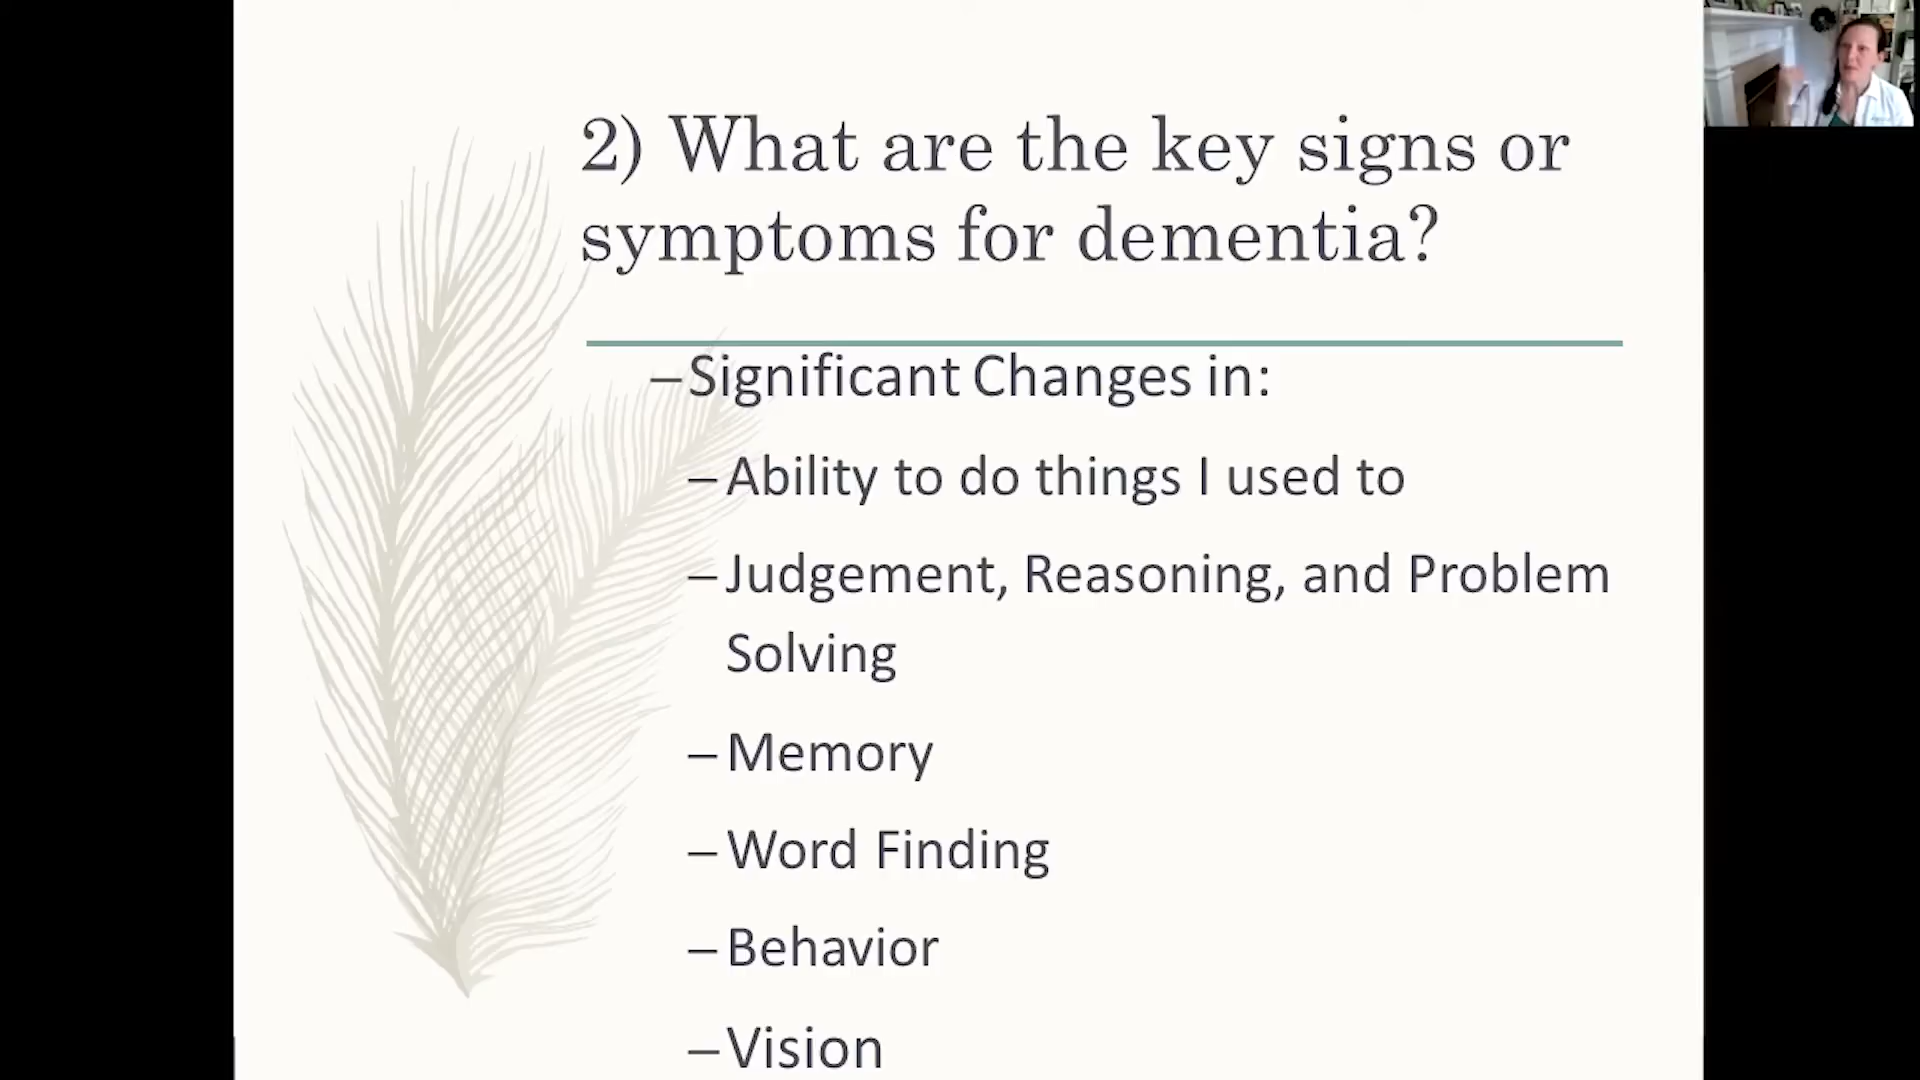 2) What are the key signs or
symptoms for dementia?
–Significant Changes in:
–Ability to do things I used to
–Judgement, Reasoning, and Problem
Solving
–Memory
–Word Finding
–Behavior
–Vision